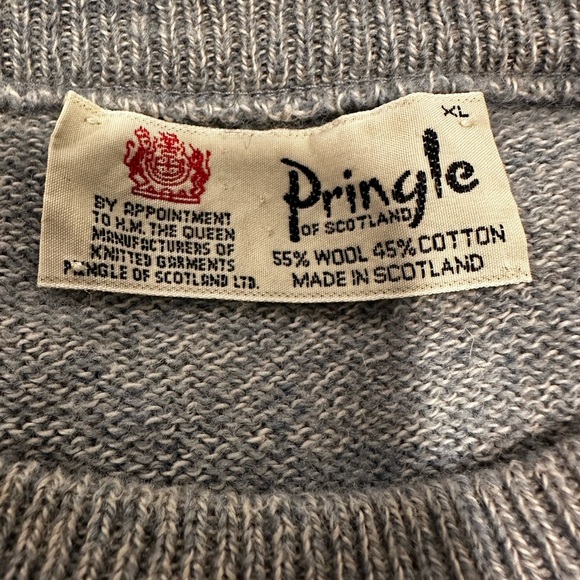 XL
Pringle
OF SCOTLAND
55% WOOL 45% COTTON
MADE IN SCOTLAND
BY APPOINTMENT
TO H.M. THE QUEEN
MANUFACTURERS OF
KNITTED GARMENTS
PRINGLE OF SCOTLAND LTD.